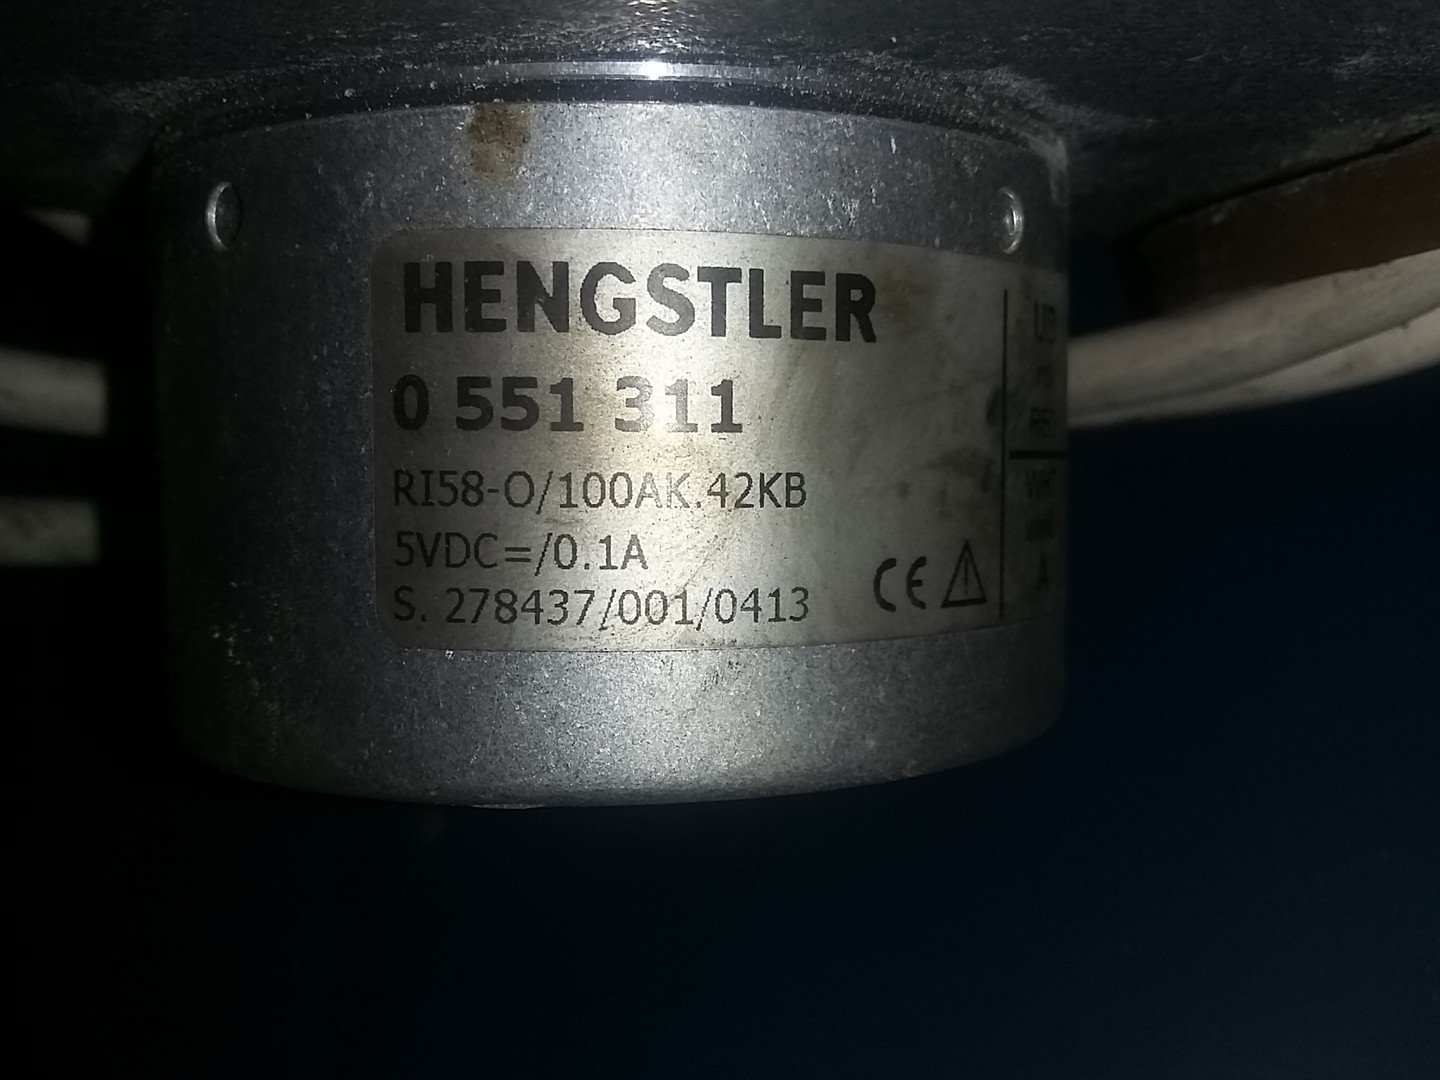 HENGSTLER
0 551 311
RI58-O/100AK.42KB
5VDC=/0.1A
S. 278437/001/0413
CE